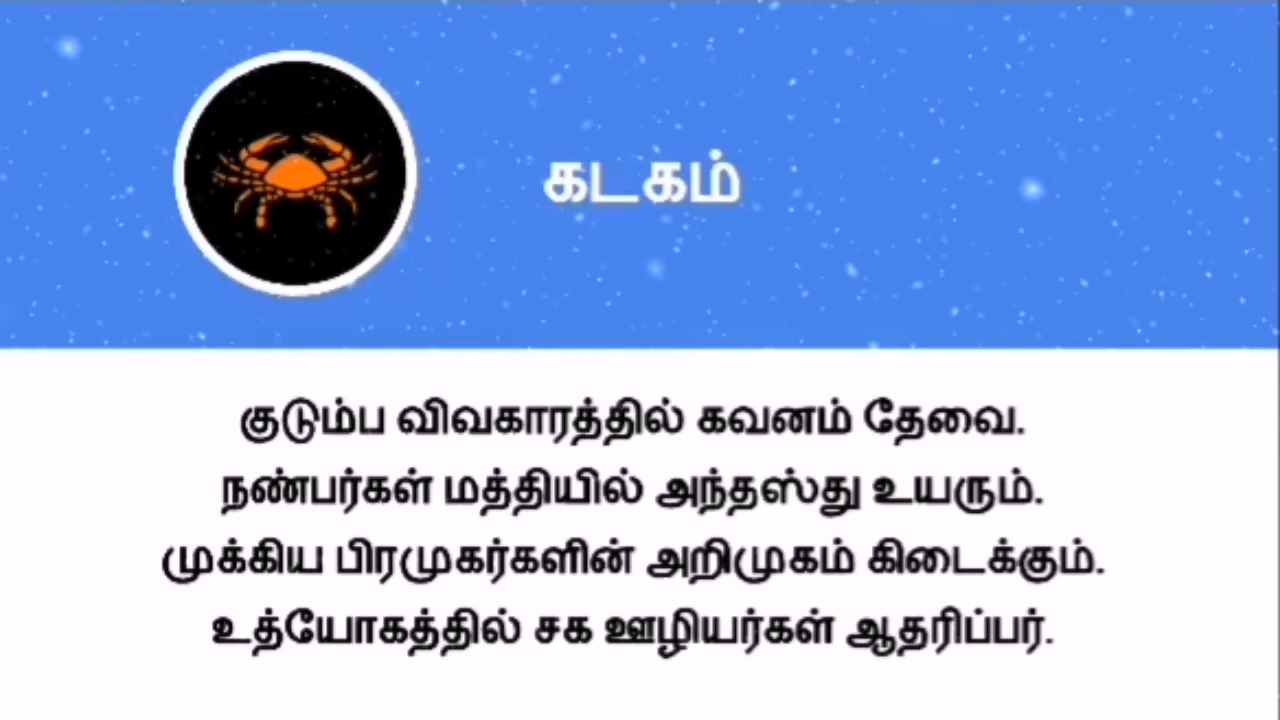 கடகம்
குடும்ப விவகாரத்தில் கவனம் தேவை.
நண்பர்கள் மத்தியில் அந்தஸ்து உயரும்.
முக்கிய பிரமுகர்களின் அறிமுகம் கிடைக்கும்.
உத்யோகத்தில் சக ஊழியர்கள் ஆதரிப்பர்.